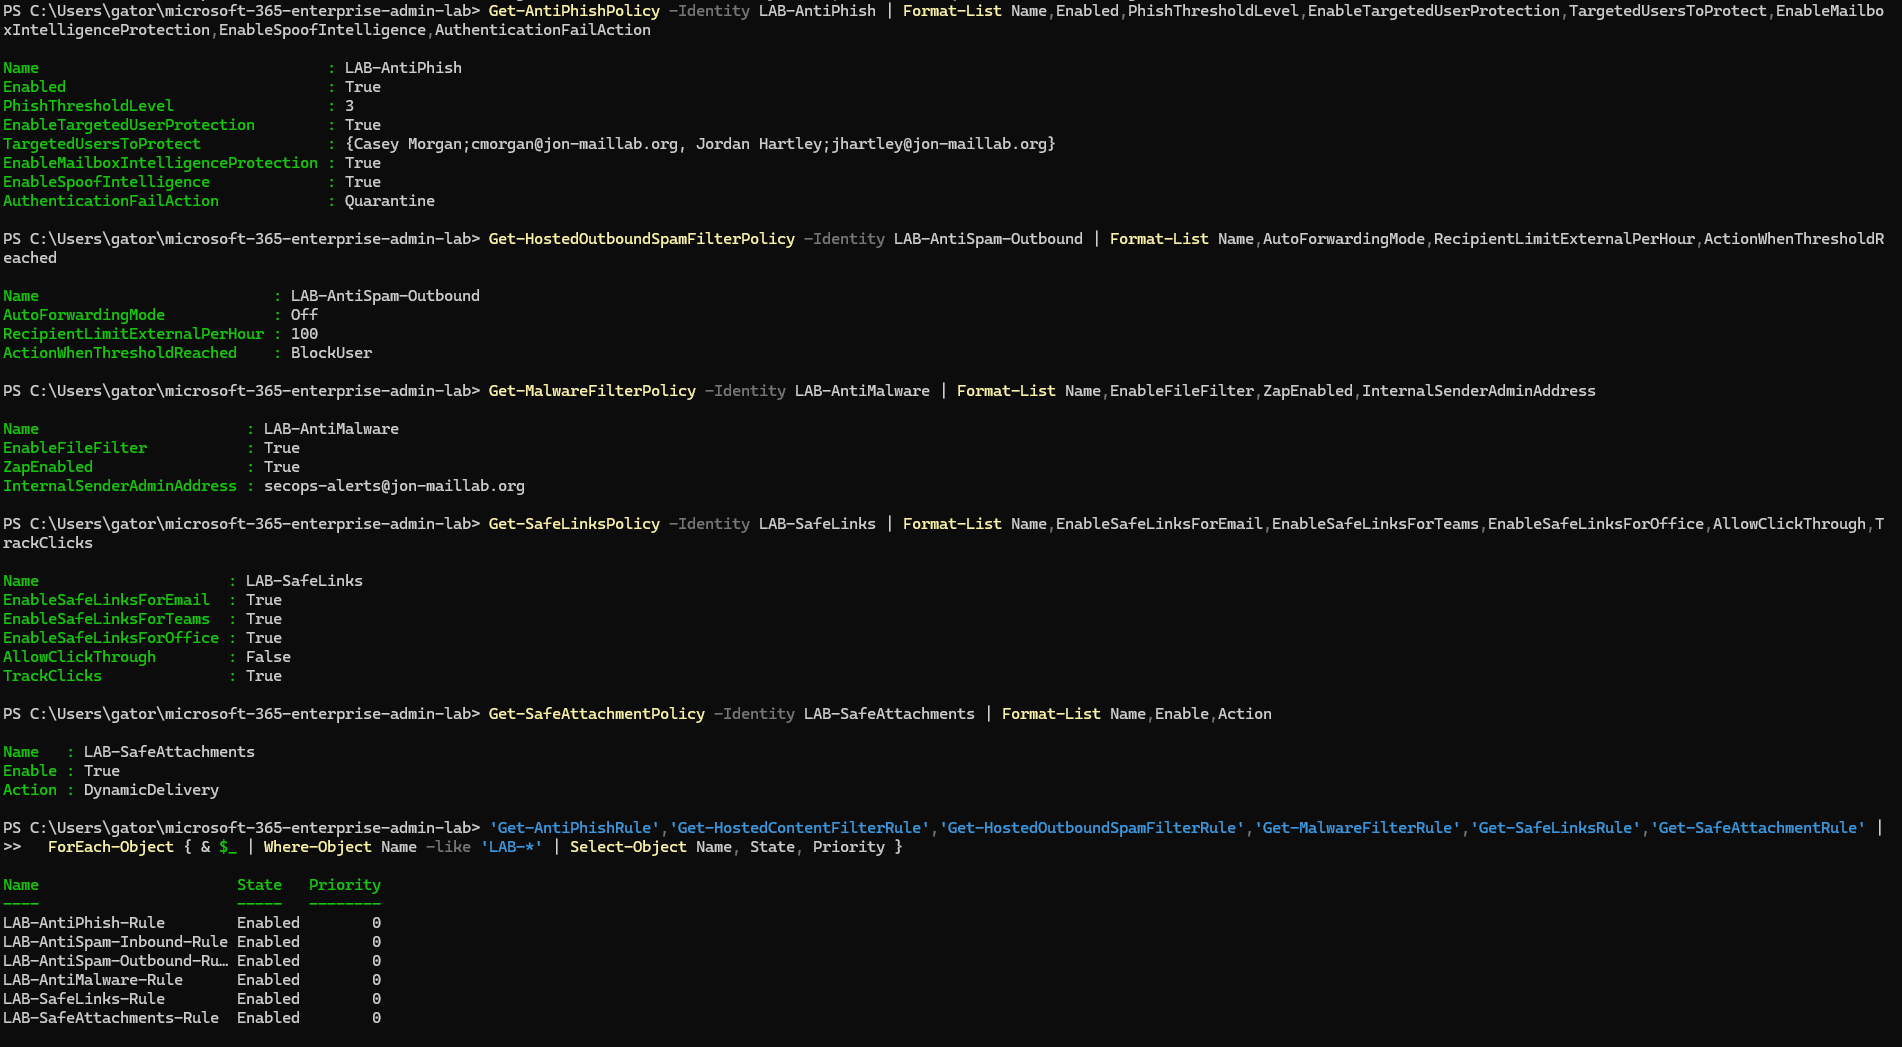 PS C:\Users\gator\microsoft-365-enterprise-admin-lab> Get-AntiPhishPolicy -Identity LAB-AntiPhish | Format-List Name,Enabled,PhishThresholdLevel,EnableTargetedUserProtection,TargetedUsersToProtect,EnableMailbo
xIntelligenceProtection,EnableSpoofIntelligence,AuthenticationFailAction
Name                                : LAB-AntiPhish
Enabled                             : True
PhishThresholdLevel                 : 3
EnableTargetedUserProtection        : True
TargetedUsersToProtect              : {Casey Morgan;cmorgan@jon-maillab.org, Jordan Hartley;jhartley@jon-maillab.org}
EnableMailboxIntelligenceProtection : True
EnableSpoofIntelligence             : True
AuthenticationFailAction            : Quarantine
PS C:\Users\gator\microsoft-365-enterprise-admin-lab> Get-HostedOutboundSpamFilterPolicy -Identity LAB-AntiSpam-Outbound | Format-List Name,AutoForwardingMode,RecipientLimitExternalPerHour,ActionWhenThresholdR
eached
Name                          : LAB-AntiSpam-Outbound
AutoForwardingMode            : Off
RecipientLimitExternalPerHour : 100
ActionWhenThresholdReached    : BlockUser
PS C:\Users\gator\microsoft-365-enterprise-admin-lab> Get-MalwareFilterPolicy -Identity LAB-AntiMalware | Format-List Name,EnableFileFilter,ZapEnabled,InternalSenderAdminAddress
Name                       : LAB-AntiMalware
EnableFileFilter           : True
ZapEnabled                 : True
InternalSenderAdminAddress : secops-alerts@jon-maillab.org
PS C:\Users\gator\microsoft-365-enterprise-admin-lab> Get-SafeLinksPolicy -Identity LAB-SafeLinks | Format-List Name,EnableSafeLinksForEmail,EnableSafeLinksForTeams,EnableSafeLinksForOffice,AllowClickThrough,T
rackClicks
Name                     : LAB-SafeLinks
EnableSafeLinksForEmail  : True
EnableSafeLinksForTeams  : True
EnableSafeLinksForOffice : True
AllowClickThrough        : False
TrackClicks              : True
PS C:\Users\gator\microsoft-365-enterprise-admin-lab> Get-SafeAttachmentPolicy -Identity LAB-SafeAttachments | Format-List Name,Enable,Action
Name   : LAB-SafeAttachments
Enable : True
Action : DynamicDelivery
PS C:\Users\gator\microsoft-365-enterprise-admin-lab> 'Get-AntiPhishRule','Get-HostedContentFilterRule','Get-HostedOutboundSpamFilterRule','Get-MalwareFilterRule','Get-SafeLinksRule','Get-SafeAttachmentRule' |
>>   ForEach-Object { & $_ | Where-Object Name -like 'LAB-*' | Select-Object Name, State, Priority }
Name                      State   Priority
----                      -----   --------
LAB-AntiPhish-Rule        Enabled        0
LAB-AntiSpam-Inbound-Rule Enabled        0
LAB-AntiSpam-Outbound-Ru… Enabled        0
LAB-AntiMalware-Rule      Enabled        0
LAB-SafeLinks-Rule        Enabled        0
LAB-SafeAttachments-Rule  Enabled        0